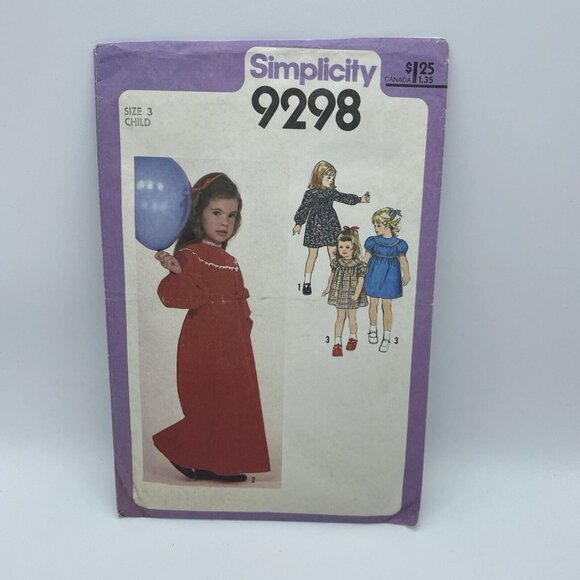 Simplicity
$1.25
CANADA 1.35
SIZE 3
CHILD
9298
1
3
3
2